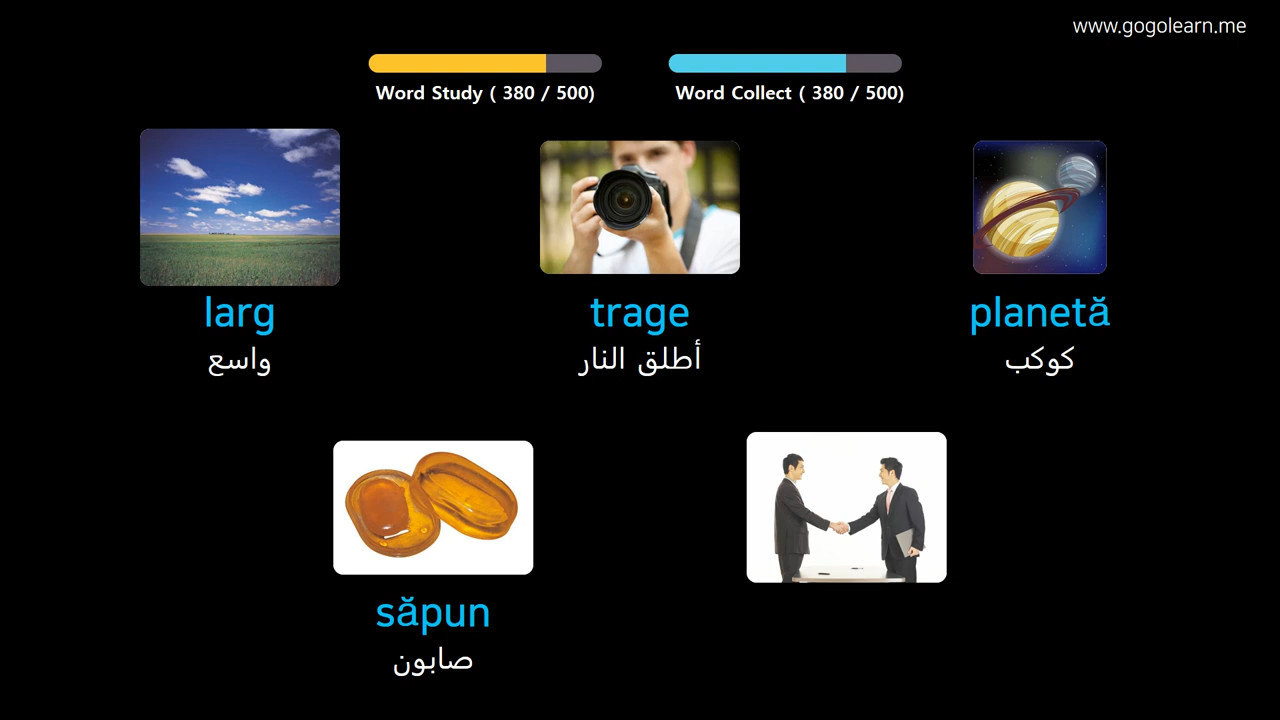 www.gogolearn.me
Word Study ( 380 / 500)
Word Collect ( 380 / 500)
larg
واسع
trage
أطلق النار
planetă
كوكب
săpun
صابون